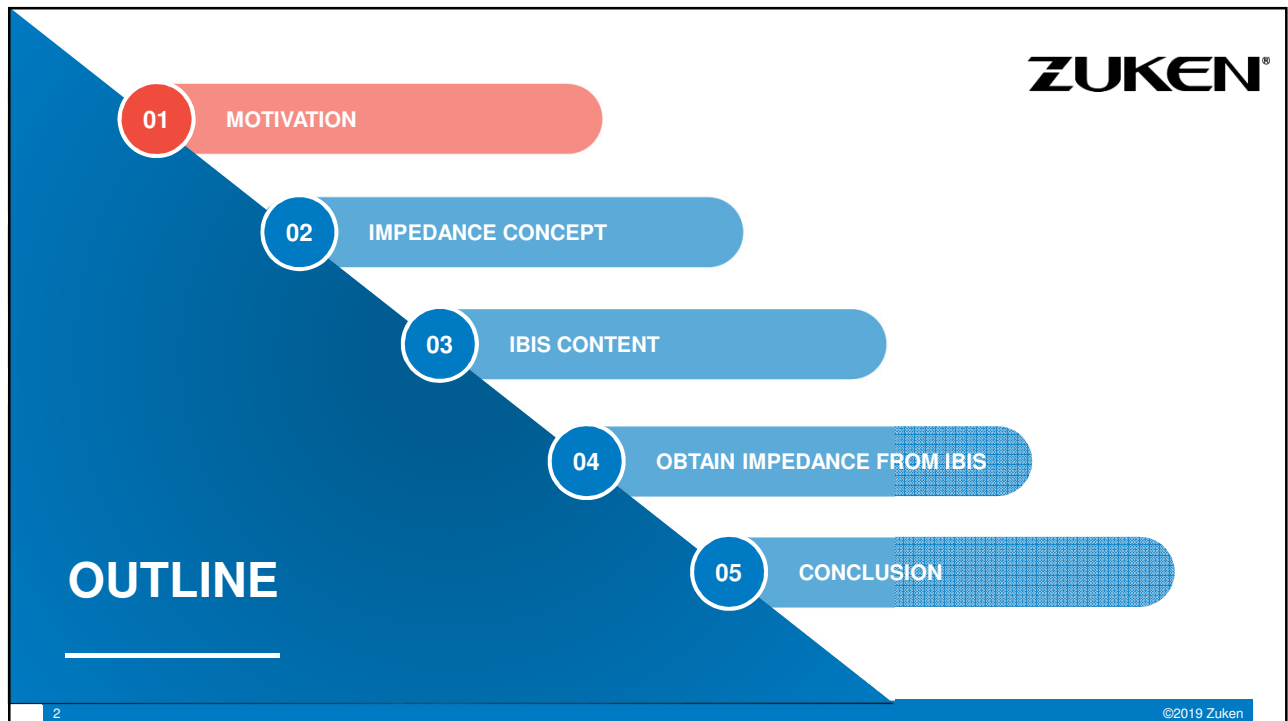 ZUKEN®
01 MOTIVATION
02 IMPEDANCE CONCEPT
03 IBIS CONTENT
04 OBTAIN IMPEDANCE FROM IBIS
05 CONCLUSION
OUTLINE
2 ©2019 Zuken